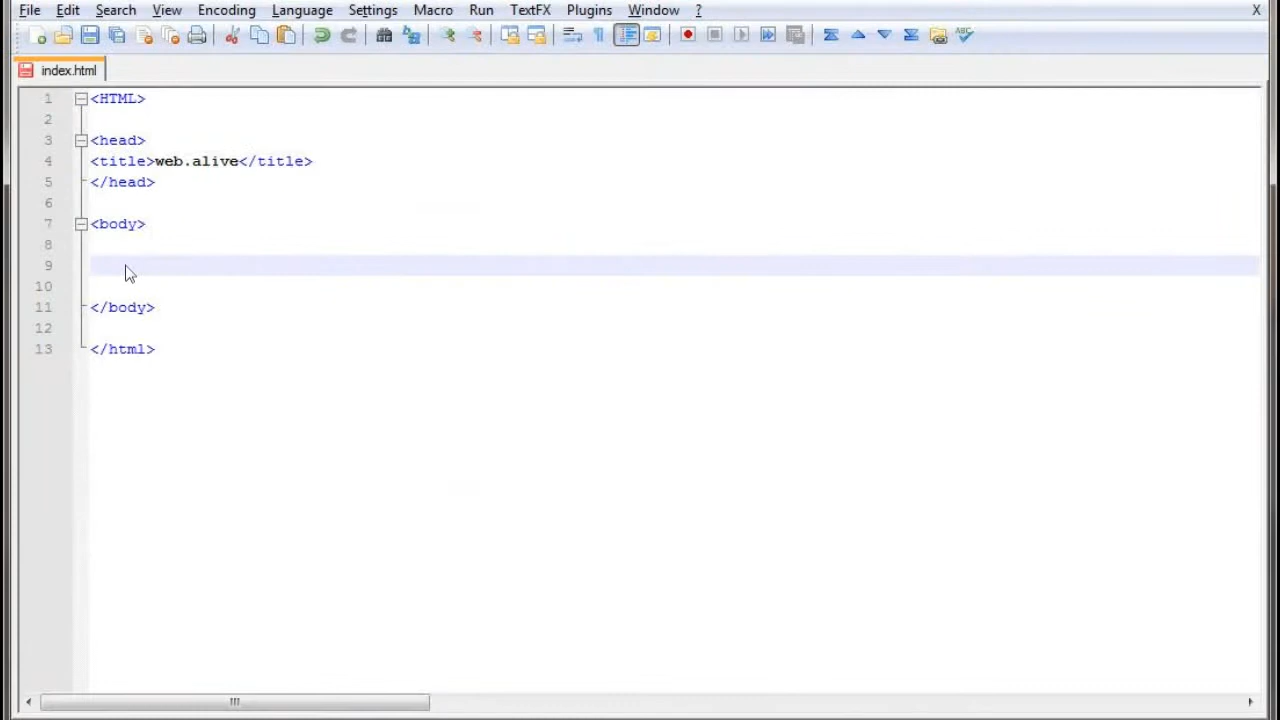 File Edit Search View Encoding Language Settings Macro Run TextFX Plugins Window ? X
ABC
index.html
1 <HTML>
2
3 <head>
4 <title>web.alive</title>
5 </head>
6
7 <body>
8
9
10
11 </body>
12
13 </html>